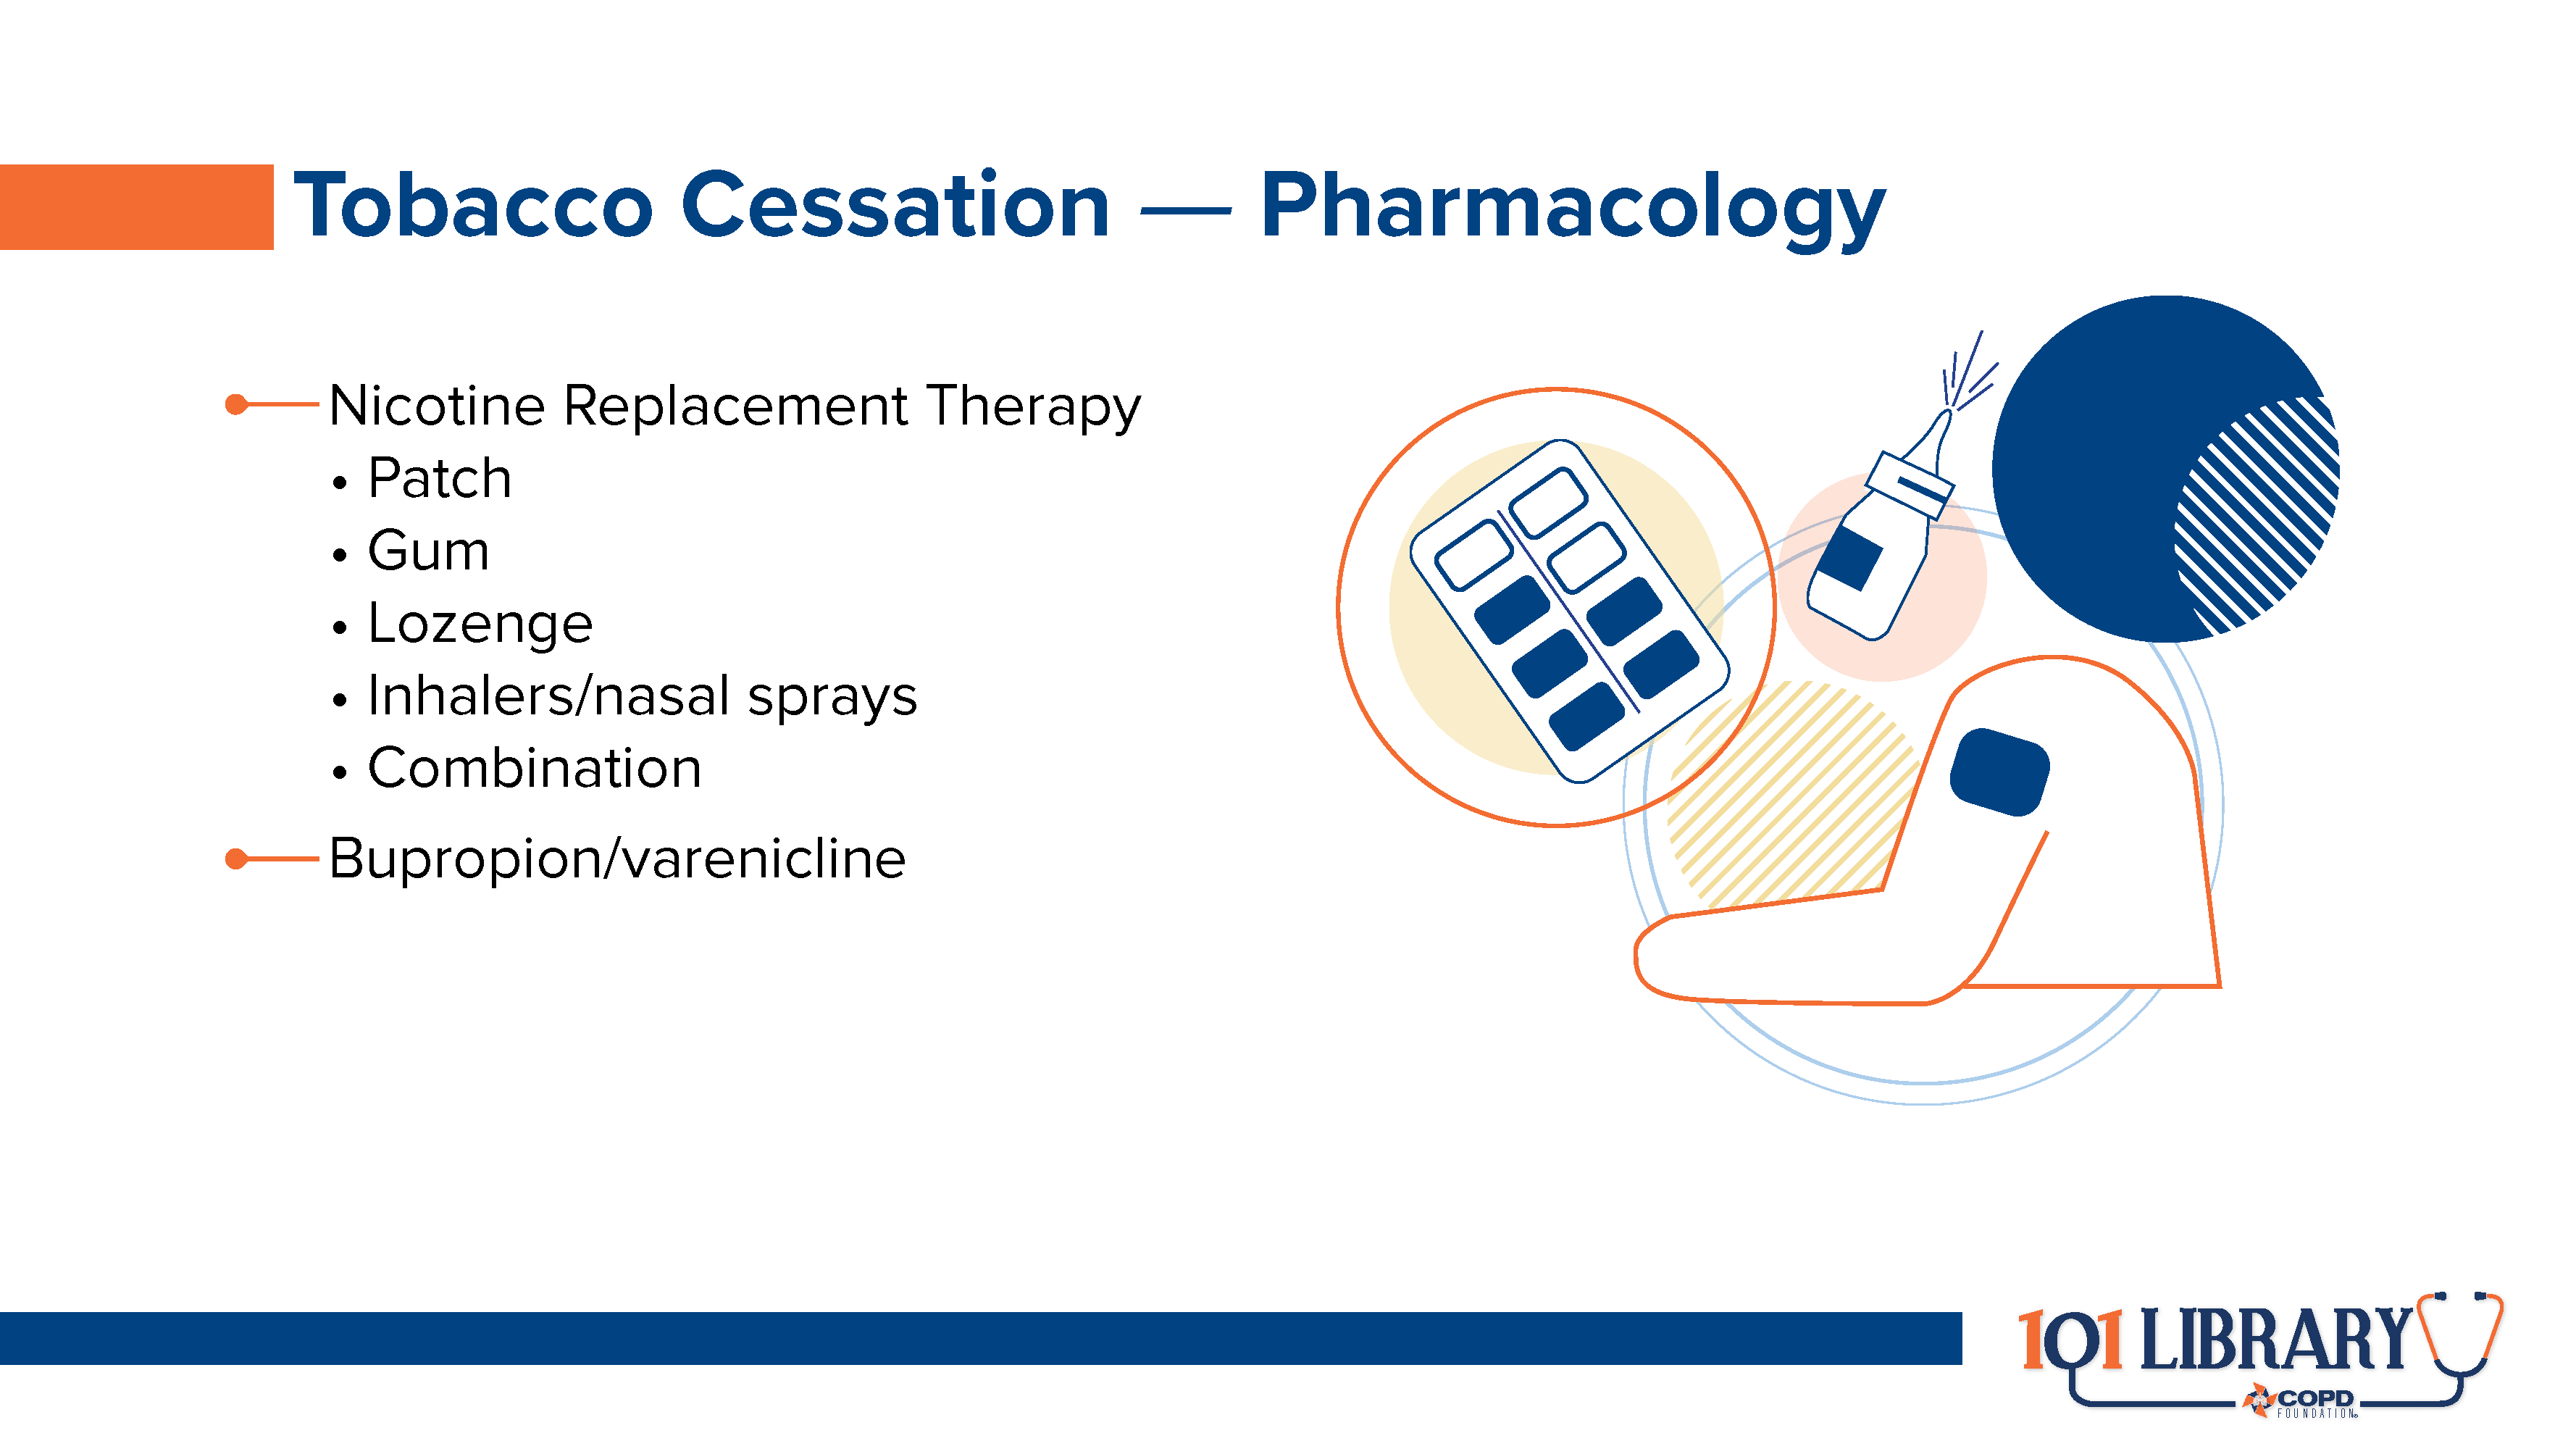 Tobacco Cessation — Pharmacology
Nicotine Replacement Therapy
• Patch
• Gum
• Lozenge
• Inhalers/nasal sprays
• Combination
Bupropion/varenicline
101 LIBRARY
COPD
FOUNDATION®